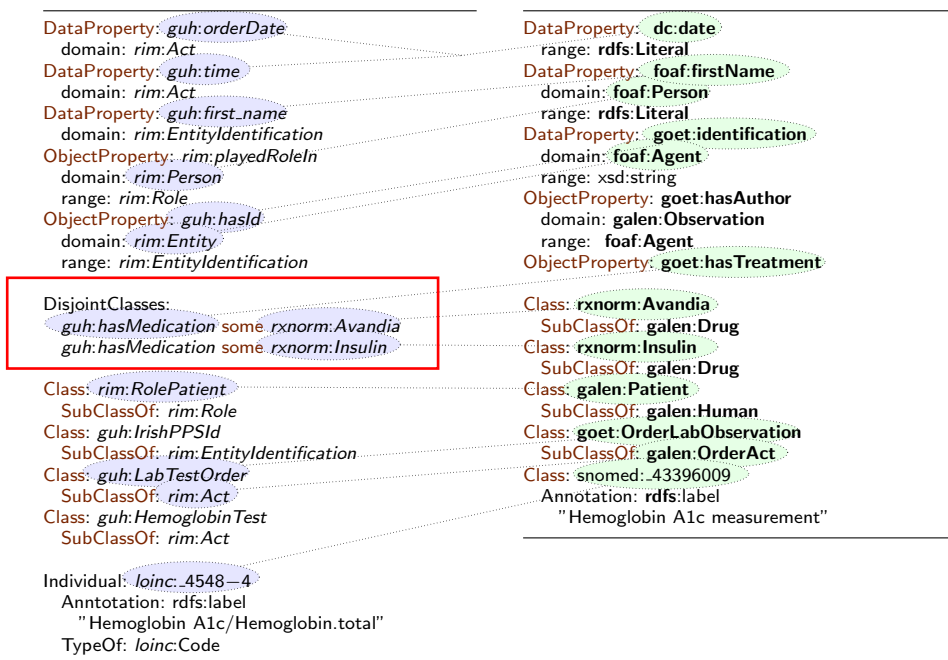 DataProperty: guh:orderDate
domain: rim:Act
DataProperty: guh:time
domain: rim:Act
DataProperty: guh:first_name
domain: rim:EntityIdentification
ObjectProperty: rim:playedRoleIn
domain: rim:Person
range: rim:Role
ObjectProperty: guh:hasId
domain: rim:Entity
range: rim:EntityIdentification
DisjointClasses:
guh:hasMedication some rxnorm:Avandia
guh:hasMedication some rxnorm:Insulin
Class: rim:RolePatient
SubClassOf: rim:Role
Class: guh:IrishPPSId
SubClassOf: rim:EntityIdentification
Class: guh:LabTestOrder
SubClassOf: rim:Act
Class: guh:HemoglobinTest
SubClassOf: rim:Act
Individual: loinc:_4548−4
Anntotation: rdfs:label
"Hemoglobin A1c/Hemoglobin.total"
TypeOf: loinc:Code
DataProperty: dc:date
range: rdfs:Literal
DataProperty: foaf:firstName
domain: foaf:Person
range: rdfs:Literal
DataProperty: goet:identification
domain: foaf:Agent
range: xsd:string
ObjectProperty: goet:hasAuthor
domain: galen:Observation
range: foaf:Agent
ObjectProperty: goet:hasTreatment
Class: rxnorm:Avandia
SubClassOf: galen:Drug
Class: rxnorm:Insulin
SubClassOf: galen:Drug
Class: galen:Patient
SubClassOf: galen:Human
Class: goet:OrderLabObservation
SubClassOf: galen:OrderAct
Class: snomed:_43396009
Annotation: rdfs:label
"Hemoglobin A1c measurement"